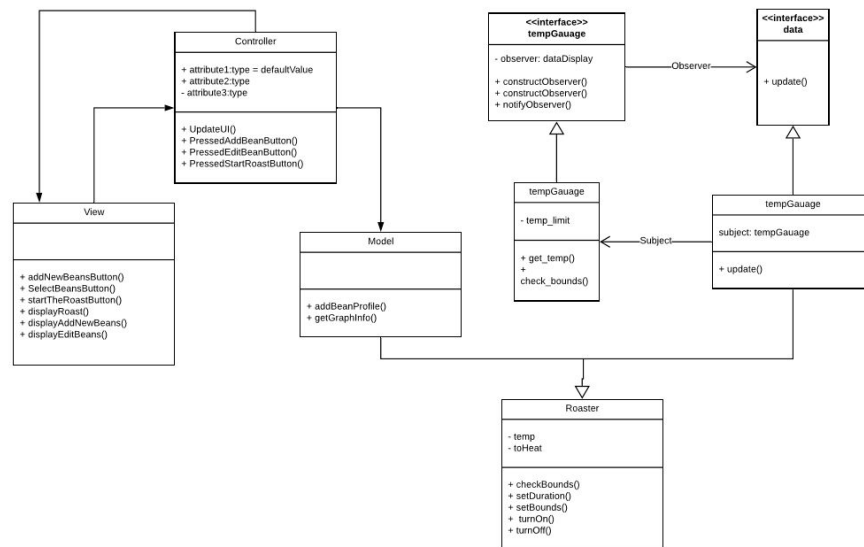 Controller
+ attribute1:type = defaultValue
+ attribute2:type
- attribute3:type
+ UpdateUI()
+ PressedAddBeanButton()
+ PressedEditBeanButton()
+ PressedStartRoastButton()
<<interface>>
tempGauage
- observer: dataDisplay
+ constructObserver()
+ constructObserver()
+ notifyObserver()
Observer
<<interface>>
data
+ update()
View
+ addNewBeansButton()
+ SelectBeansButton()
+ startTheRoastButton()
+ displayRoast()
+ displayAddNewBeans()
+ displayEditBeans()
Model
+ addBeanProfile()
+ getGraphInfo()
tempGauage
- temp_limit
+ get_temp()
+
check_bounds()
Subject
tempGauage
subject: tempGauage
+ update()
Roaster
- temp
- toHeat
+ checkBounds()
+ setDuration()
+ setBounds()
+ turnOn()
+ turnOff()